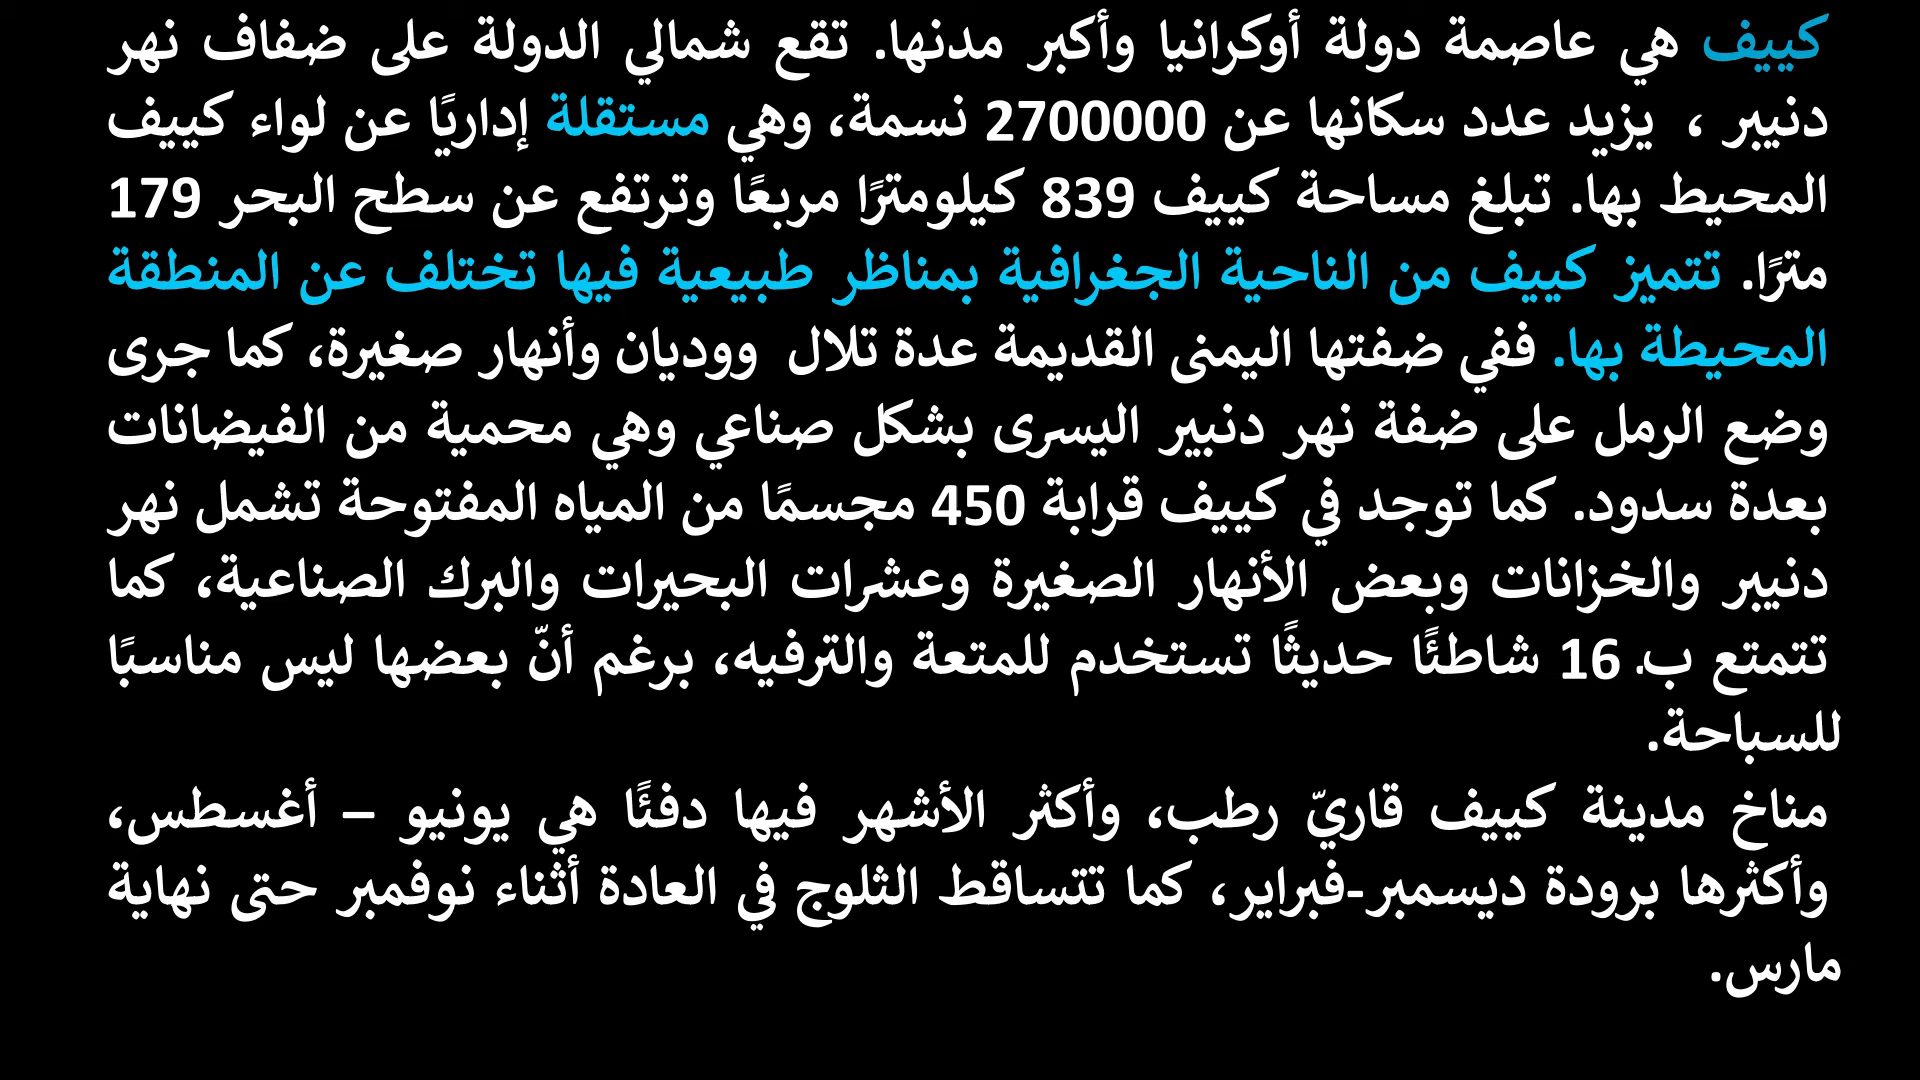 كييف هي عاصمة دولة أوكرانيا وأكبر مدنها. تقع شمالي الدولة على ضفاف نهر
دنيبر ، يزيد عدد سكانها عن 2700000 نسمة، وهي مستقلة إداريًا عن لواء كييف
المحيط بها. تبلغ مساحة كييف 839 كيلومترًا مربعًا وترتفع عن سطح البحر 179
مترًا. تتميز كييف من الناحية الجغرافية بمناظر طبيعية فيها تختلف عن المنطقة
المحيطة بها. ففي ضفتها اليمنى القديمة عدة تلال ووديان وأنهار صغيرة، كما جرى
وضع الرمل على ضفة نهر دنبير اليسرى بشكل صناعي وهي محمية من الفيضانات
بعدة سدود. كما توجد في كييف قرابة 450 مجسمًا من المياه المفتوحة تشمل نهر
دنيبر والخزانات وبعض الأنهار الصغيرة وعشرات البحيرات والبرك الصناعية، كما
تتمتع ب. 16 شاطئًا حديثًا تستخدم للمتعة والترفيه، برغم أنّ بعضها ليس مناسبًا
للسباحة.
مناخ مدينة كييف قاريّ رطب، وأكثر الأشهر فيها دفئًا هي يونيو – أغسطس،
وأكثرها برودة ديسمبر-فبراير، كما تتساقط الثلوج في العادة أثناء نوفمبر حتى نهاية
مارس.